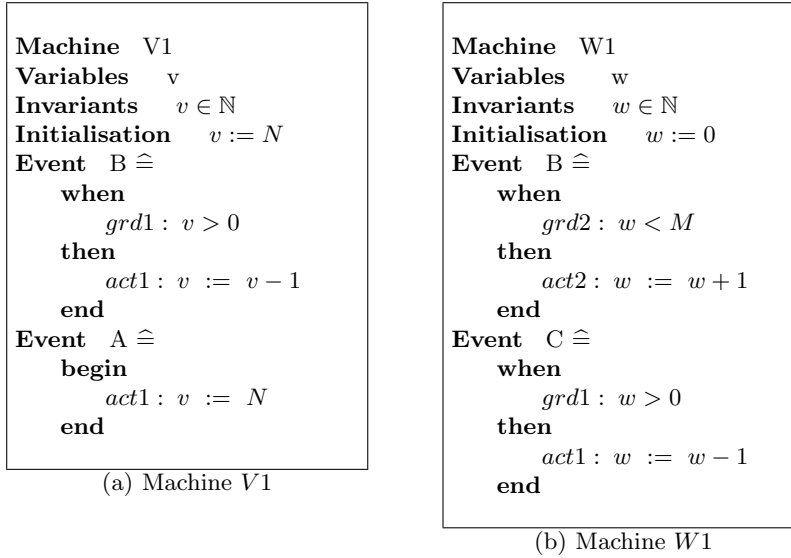 Machine V1
Variables v
Invariants v ∈ ℕ
Initialisation v := N
Event B ≙
when
grd1 : v > 0
then
act1 : v := v − 1
end
Event A ≙
begin
act1 : v := N
end
(a) Machine V1
Machine W1
Variables w
Invariants w ∈ ℕ
Initialisation w := 0
Event B ≙
when
grd2 : w < M
then
act2 : w := w + 1
end
Event C ≙
when
grd1 : w > 0
then
act1 : w := w − 1
end
(b) Machine W1